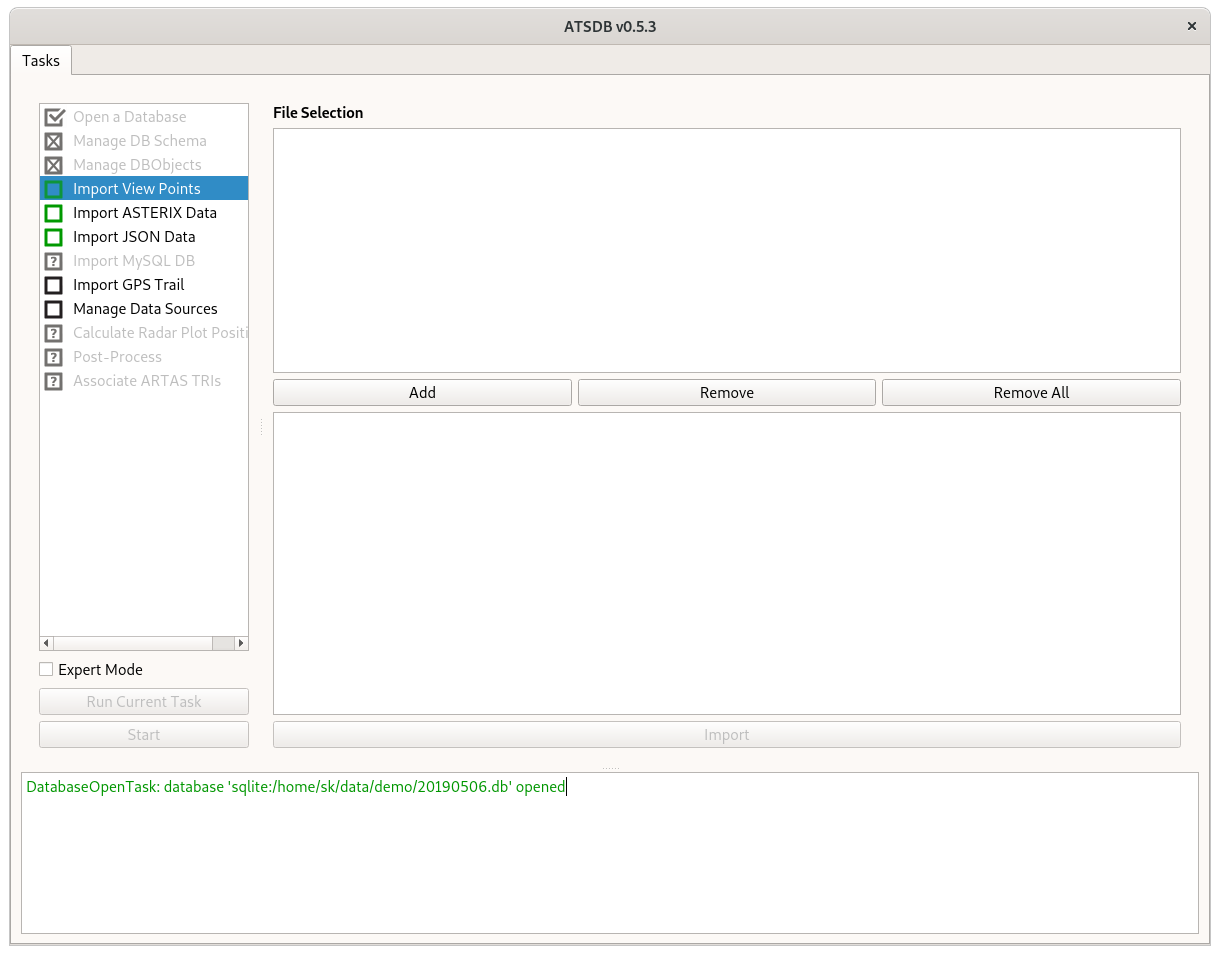 ATSDB v0.5.3
Tasks
Open a Database
Manage DB Schema
Manage DBObjects
Import View Points
Import ASTERIX Data
Import JSON Data
Import MySQL DB
Import GPS Trail
Manage Data Sources
Calculate Radar Plot Positi
Post-Process
Associate ARTAS TRIs
Expert Mode
Run Current Task
Start
File Selection
Add Remove Remove All
Import
DatabaseOpenTask: database 'sqlite:/home/sk/data/demo/20190506.db' opened